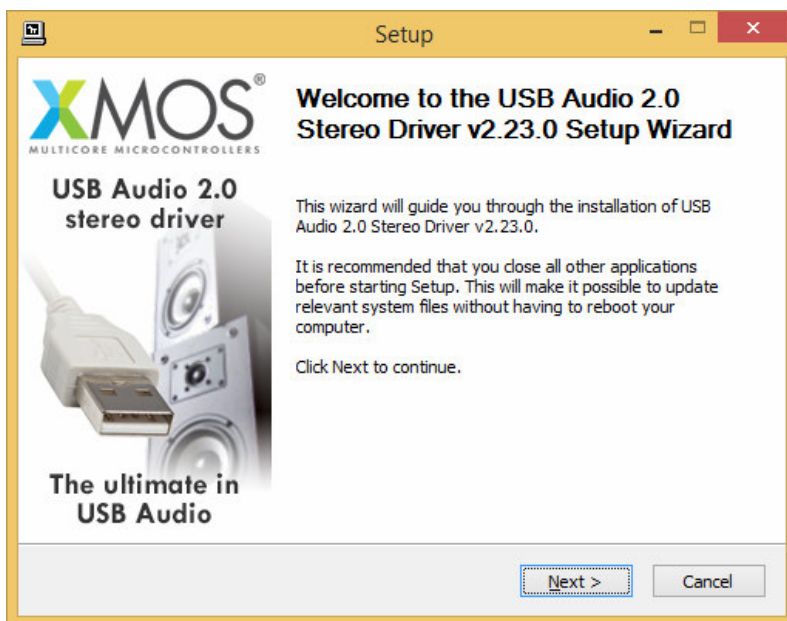 Setup
XMOS®
MULTICORE MICROCONTROLLERS
USB Audio 2.0
stereo driver
The ultimate in
USB Audio
Welcome to the USB Audio 2.0
Stereo Driver v2.23.0 Setup Wizard
This wizard will guide you through the installation of USB
Audio 2.0 Stereo Driver v2.23.0.
It is recommended that you close all other applications
before starting Setup. This will make it possible to update
relevant system files without having to reboot your
computer.
Click Next to continue.
Next >
Cancel